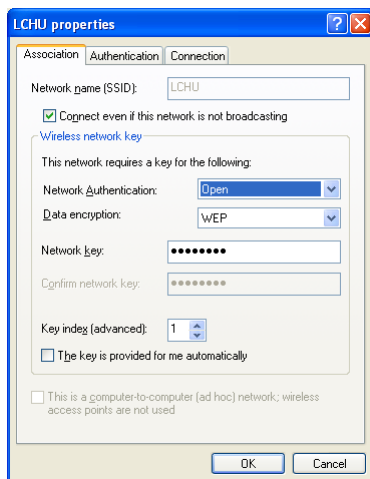 LCHU properties
Association Authentication Connection
Network name (SSID): LCHU
Connect even if this network is not broadcasting
Wireless network key
This network requires a key for the following:
Network Authentication: Open
Data encryption: WEP
Network key: ••••••••
Confirm network key: ••••••••
Key index (advanced): 1
The key is provided for me automatically
This is a computer-to-computer (ad hoc) network; wireless
access points are not used
OK Cancel